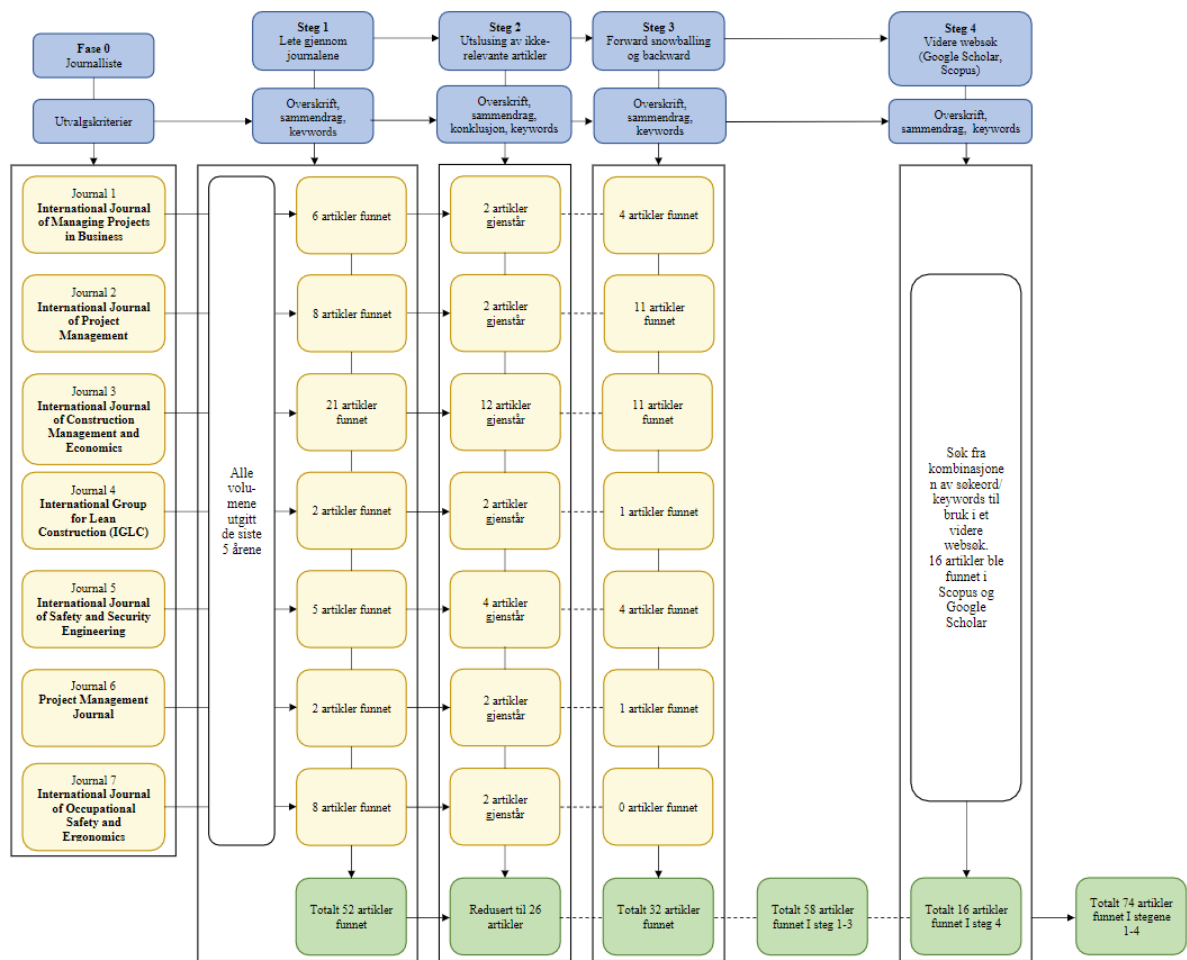 Fase 0
Journalliste
Steg 1
Lete gjennom
journalene
Steg 2
Utslusing av ikke-
relevante artikler
Steg 3
Forward snowballing
og backward
Steg 4
Videre websøk
(Google Scholar,
Scopus)
Utvalgskriterier
Overskrift,
sammendrag,
keywords
Overskrift,
sammendrag,
konklusjon, keywords
Overskrift,
sammendrag,
keywords
Overskrift,
sammendrag, keywords
Journal 1
International Journal
of Managing Projects
in Business
6 artikler funnet
2 artikler
gjenstår
4 artikler funnet
Journal 2
International Journal
of Project
Management
8 artikler funnet
2 artikler
gjenstår
11 artikler
funnet
Journal 3
International Journal
of Construction
Management and
Economics
21 artikler
funnet
12 artikler
gjenstår
11 artikler
funnet
Journal 4
International Group
for Lean
Construction (IGLC)
2 artikler funnet
2 artikler
gjenstår
1 artikler funnet
Journal 5
International Journal
of Safety and Security
Engineering
5 artikler funnet
4 artikler
gjenstår
4 artikler funnet
Journal 6
Project Management
Journal
2 artikler funnet
2 artikler
gjenstår
1 artikler funnet
Journal 7
International Journal
of Occupational
Safety and
Ergonomics
8 artikler funnet
2 artikler
gjenstår
0 artikler funnet
Alle
volu-
mene
utgitt
de siste
5 årene
Søk fra
kombinasjone
n av søkeord/
keywords til
bruk i et
videre
websøk.
16 artikler ble
funnet i
Scopus og
Google
Scholar
Totalt 52 artikler
funnet
Redusert til 26
artikler
Totalt 32 artikler
funnet
Totalt 58 artikler
funnet I steg 1-3
Totalt 16 artikler
funnet I steg 4
Totalt 74 artikler
funnet I stegene
1-4